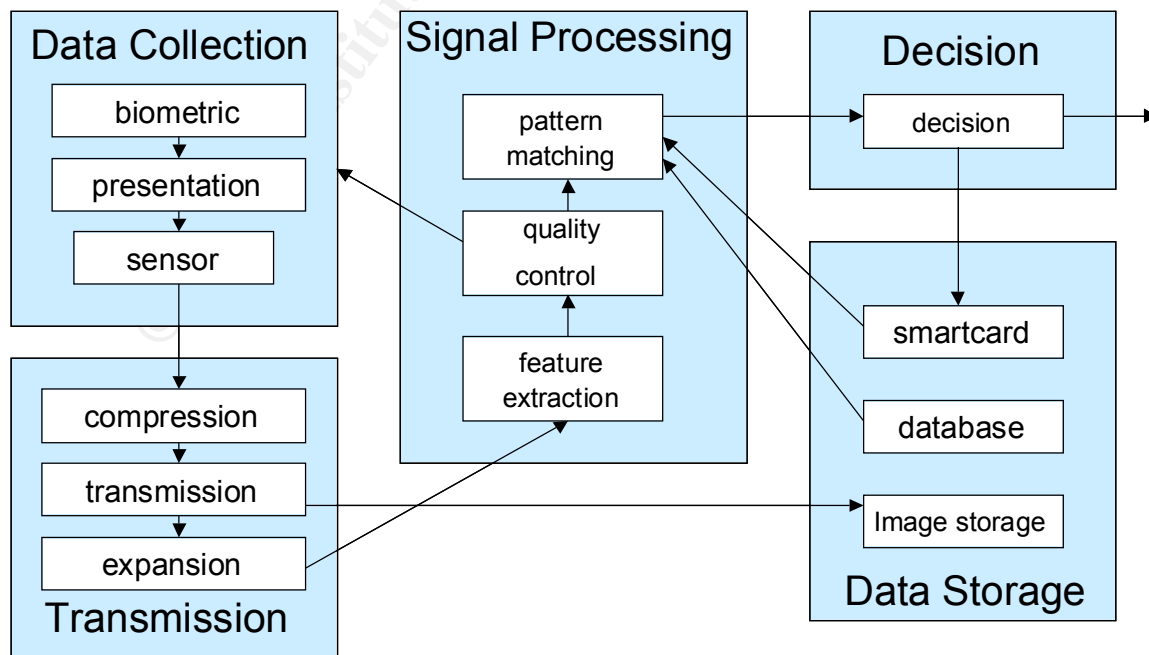 Data Collection
biometric
presentation
sensor
Transmission
compression
transmission
expansion
Signal Processing
pattern
matching
quality
control
feature
extraction
Decision
decision
Data Storage
smartcard
database
Image storage